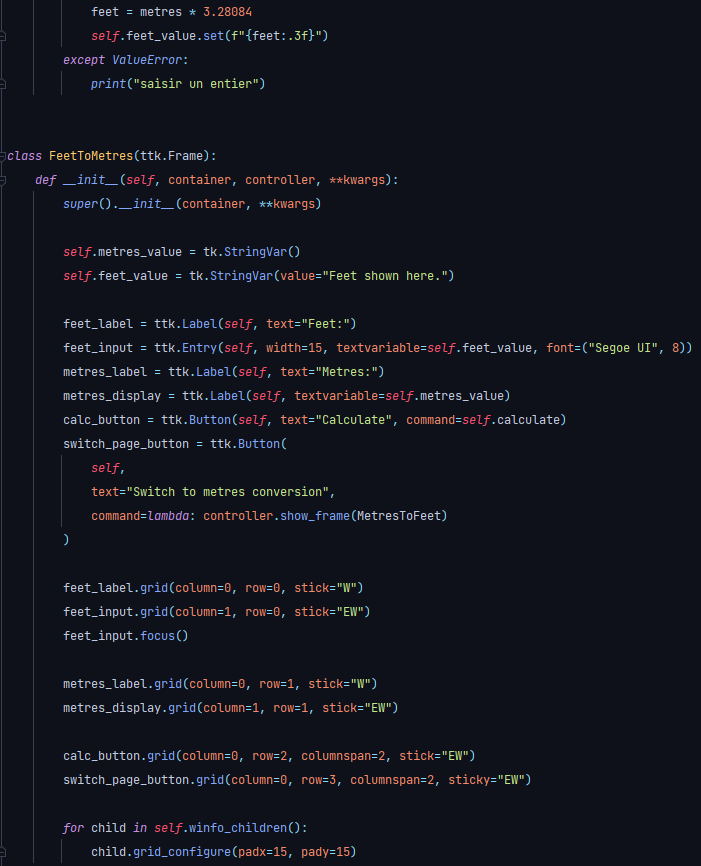 feet = metres * 3.28084
self.feet_value.set(f"{feet:.3f}")
except ValueError:
print("saisir un entier")
class FeetToMetres(ttk.Frame):
def __init__(self, container, controller, **kwargs):
super().__init__(container, **kwargs)
self.metres_value = tk.StringVar()
self.feet_value = tk.StringVar(value="Feet shown here.")
feet_label = ttk.Label(self, text="Feet:")
feet_input = ttk.Entry(self, width=15, textvariable=self.feet_value, font=("Segoe UI", 8))
metres_label = ttk.Label(self, text="Metres:")
metres_display = ttk.Label(self, textvariable=self.metres_value)
calc_button = ttk.Button(self, text="Calculate", command=self.calculate)
switch_page_button = ttk.Button(
self,
text="Switch to metres conversion",
command=lambda: controller.show_frame(MetresToFeet)
)
feet_label.grid(column=0, row=0, stick="W")
feet_input.grid(column=1, row=0, stick="EW")
feet_input.focus()
metres_label.grid(column=0, row=1, stick="W")
metres_display.grid(column=1, row=1, stick="EW")
calc_button.grid(column=0, row=2, columnspan=2, stick="EW")
switch_page_button.grid(column=0, row=3, columnspan=2, sticky="EW")
for child in self.winfo_children():
child.grid_configure(padx=15, pady=15)